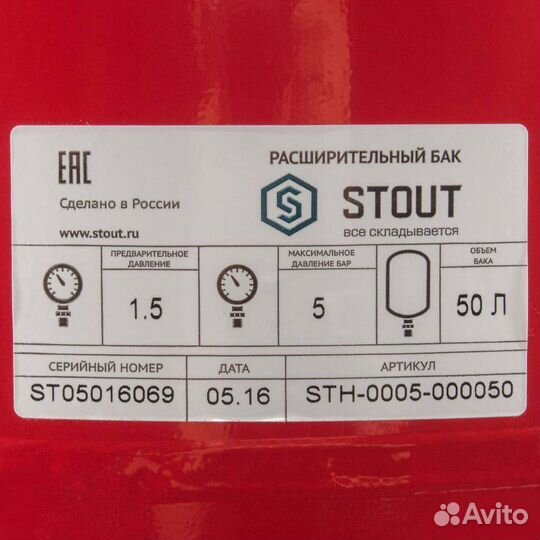 EAC
РАСШИРИТЕЛЬНЫЙ БАК
Сделано в России
STOUT
www.stout.ru
все складывается
ПРЕДВАРИТЕЛЬНОЕ
ДАВЛЕНИЕ
1.5
МАКСИМАЛЬНОЕ
ДАВЛЕНИЕ БАР
5
ОБЪЕМ
БАКА
50 Л
СЕРИЙНЫЙ НОМЕР
ДАТА
АРТИКУЛ
ST05016069
05.16
STH-0005-000050
Avito